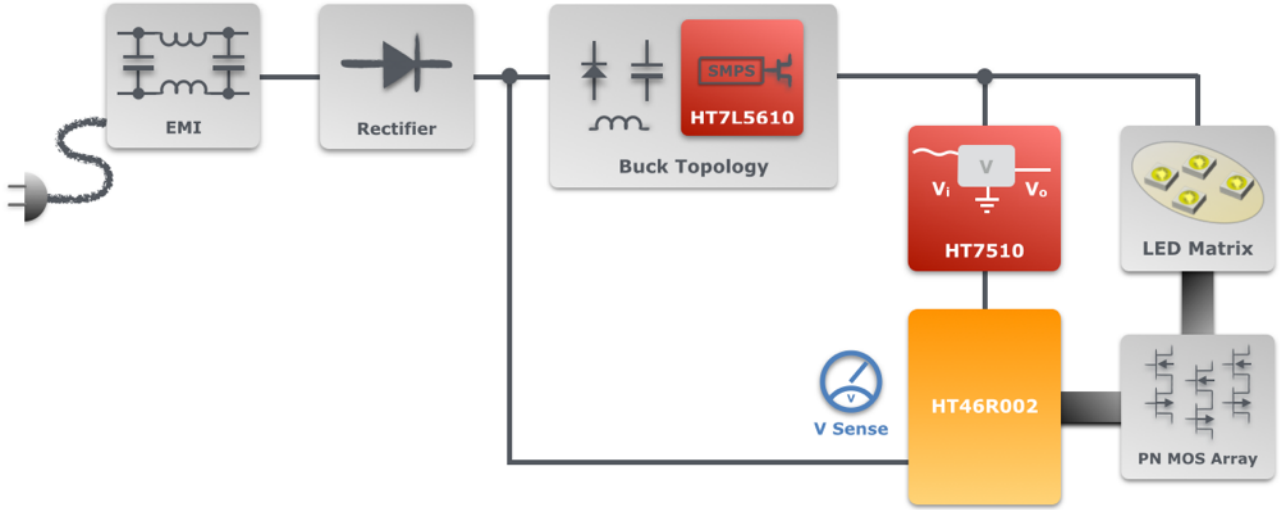 EMI
Rectifier
SMPS
HT7L5610
Buck Topology
V
Vi
Vo
HT7510
LED Matrix
V
V Sense
HT46R002
PN MOS Array